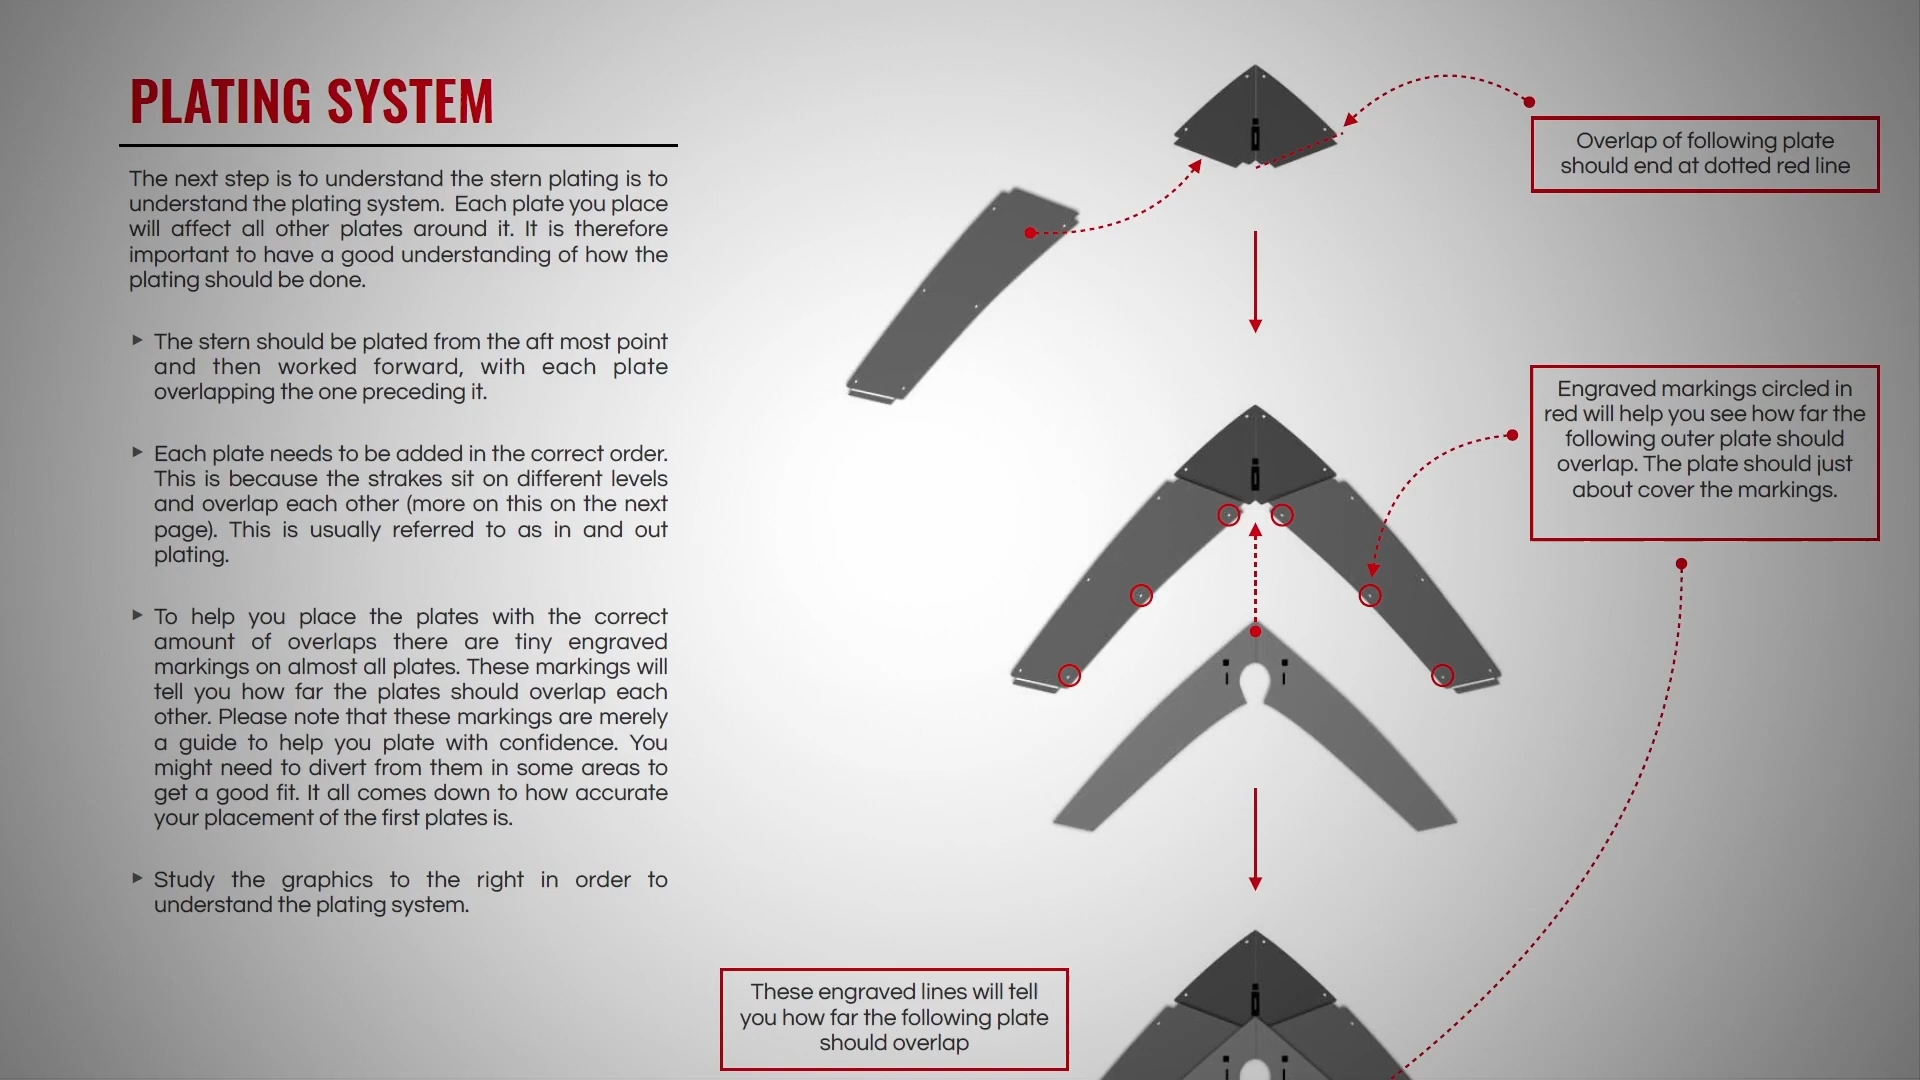 PLATING SYSTEM
The next step is to understand the stern plating is to
understand the plating system. Each plate you place
will affect all other plates around it. It is therefore
important to have a good understanding of how the
plating should be done.
The stern should be plated from the aft most point
and then worked forward, with each plate
overlapping the one preceding it.
Each plate needs to be added in the correct order.
This is because the strakes sit on different levels
and overlap each other (more on this on the next
page). This is usually referred to as in and out
plating.
To help you place the plates with the correct
amount of overlaps there are tiny engraved
markings on almost all plates. These markings will
tell you how far the plates should overlap each
other. Please note that these markings are merely
a guide to help you plate with confidence. You
might need to divert from them in some areas to
get a good fit. It all comes down to how accurate
your placement of the first plates is.
Study the graphics to the right in order to
understand the plating system.
Overlap of following plate
should end at dotted red line
Engraved markings circled in
red will help you see how far the
following outer plate should
overlap. The plate should just
about cover the markings.
These engraved lines will tell
you how far the following plate
should overlap